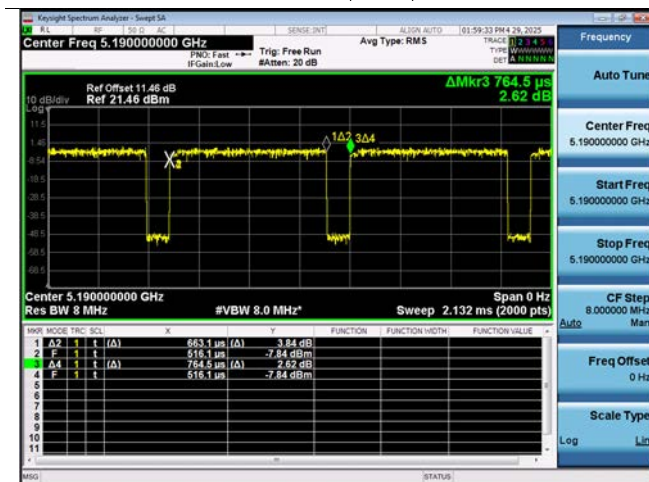 Keysight Spectrum Analyzer - Swept SA
RL RF 50 Ω AC SENSE:INT ALIGN AUTO 01:59:33 PM 4 29, 2025
Center Freq 5.190000000 GHz
PNO: Fast
IFGain:Low
Trig: Free Run
#Atten: 20 dB
Avg Type: RMS
TRACE 1 2 3 4 5 6
TYPE WWWWWW
DET A N N N N N
Ref Offset 11.46 dB
Ref 21.46 dBm
10 dB/div
Log
ΔMkr3 764.5 µs
2.62 dB
11.5
1.46
-8.54
-18.5
-28.5
-38.5
-48.5
-58.5
-68.5
1Δ2 3Δ4
Center 5.190000000 GHz Span 0 Hz
Res BW 8 MHz #VBW 8.0 MHz* Sweep 2.132 ms (2000 pts)
MKR MODE TRC SCL X Y FUNCTION FUNCTION WIDTH FUNCTION VALUE
1 Δ2 1 t (Δ) 663.1 µs (Δ) 3.84 dB
2 F 1 t 516.1 µs -7.84 dBm
3 Δ4 1 t (Δ) 764.5 µs (Δ) 2.62 dB
4 F 1 t 516.1 µs -7.84 dBm
5
6
7
8
9
10
11
MSG STATUS
Frequency
Auto Tune
Center Freq
5.190000000 GHz
Start Freq
5.190000000 GHz
Stop Freq
5.190000000 GHz
CF Step
8.000000 MHz
Auto Man
Freq Offset
0 Hz
Scale Type
Log Lin